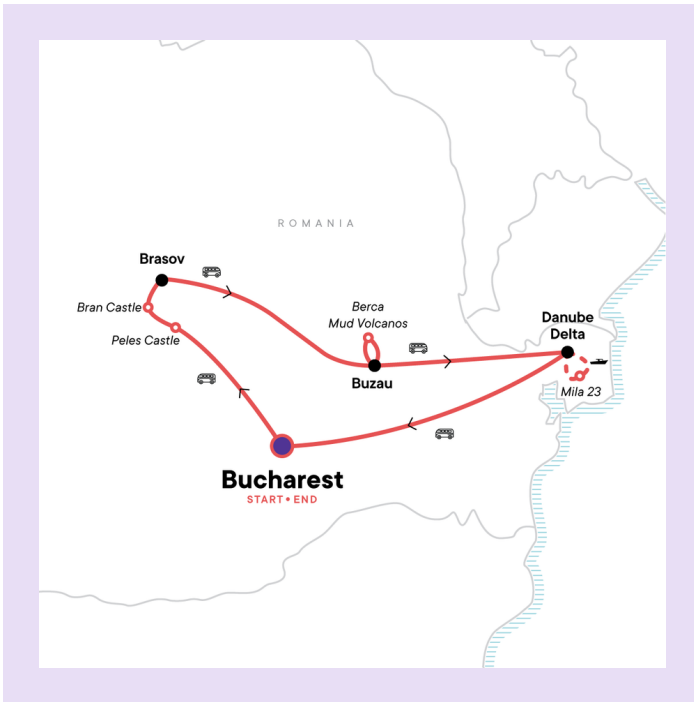 ROMANIA
Brasov
Bran Castle
Peles Castle
Berca
Mud Volcanos
Buzau
Danube
Delta
Mila 23
Bucharest
START • END